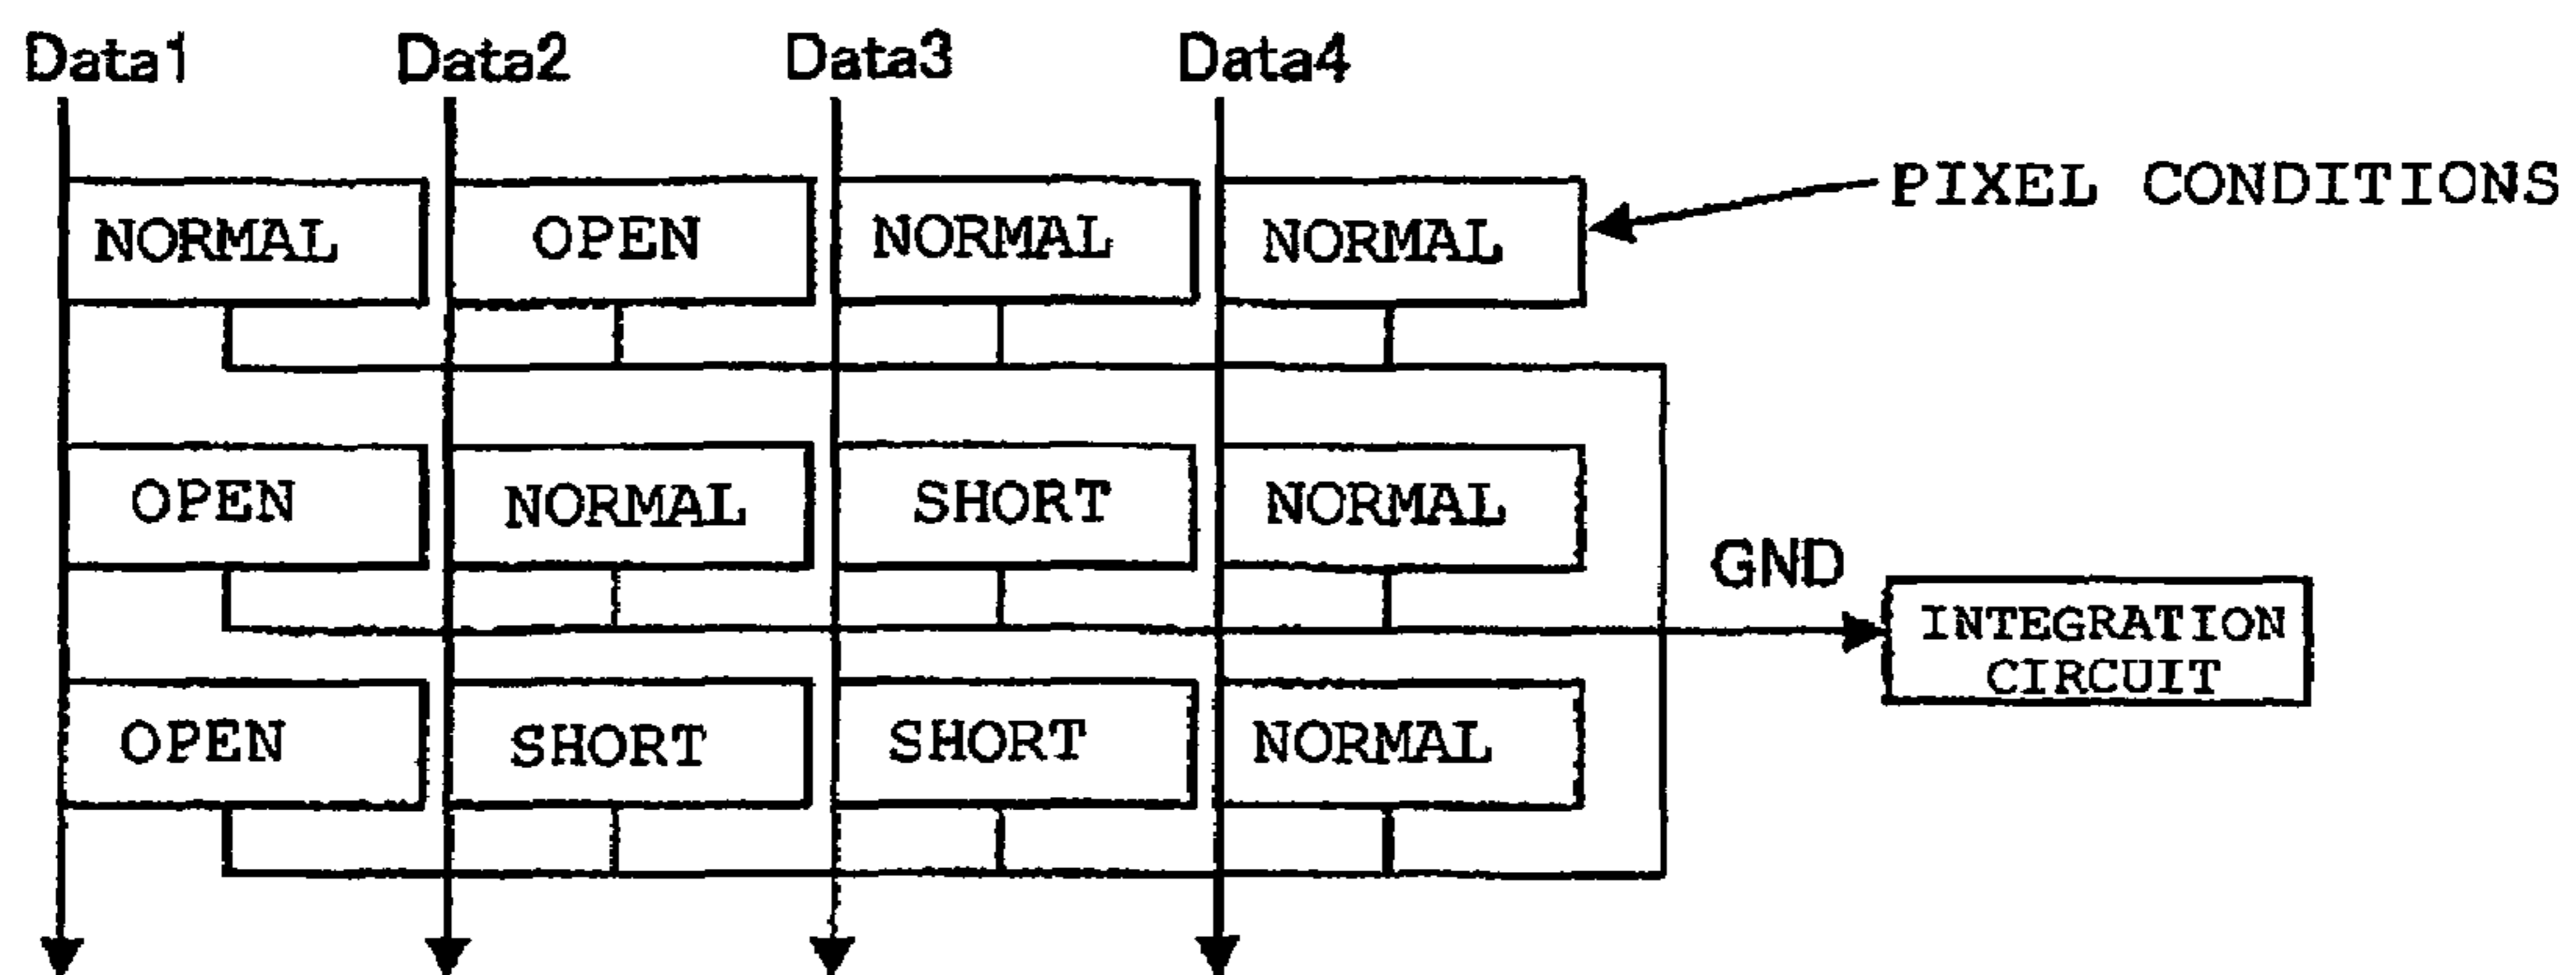 Data1 Data2 Data3 Data4
NORMAL OPEN NORMAL NORMAL PIXEL CONDITIONS
OPEN NORMAL SHORT NORMAL
GND
INTEGRATION
CIRCUIT
OPEN SHORT SHORT NORMAL